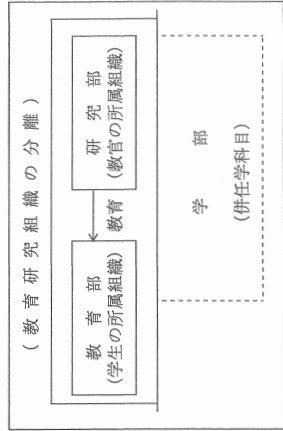 (教育研究組織の分離)
教育部
(学生の所属組織)
教育
研究部
(教官の所属組織)
学部
(併任学科目)